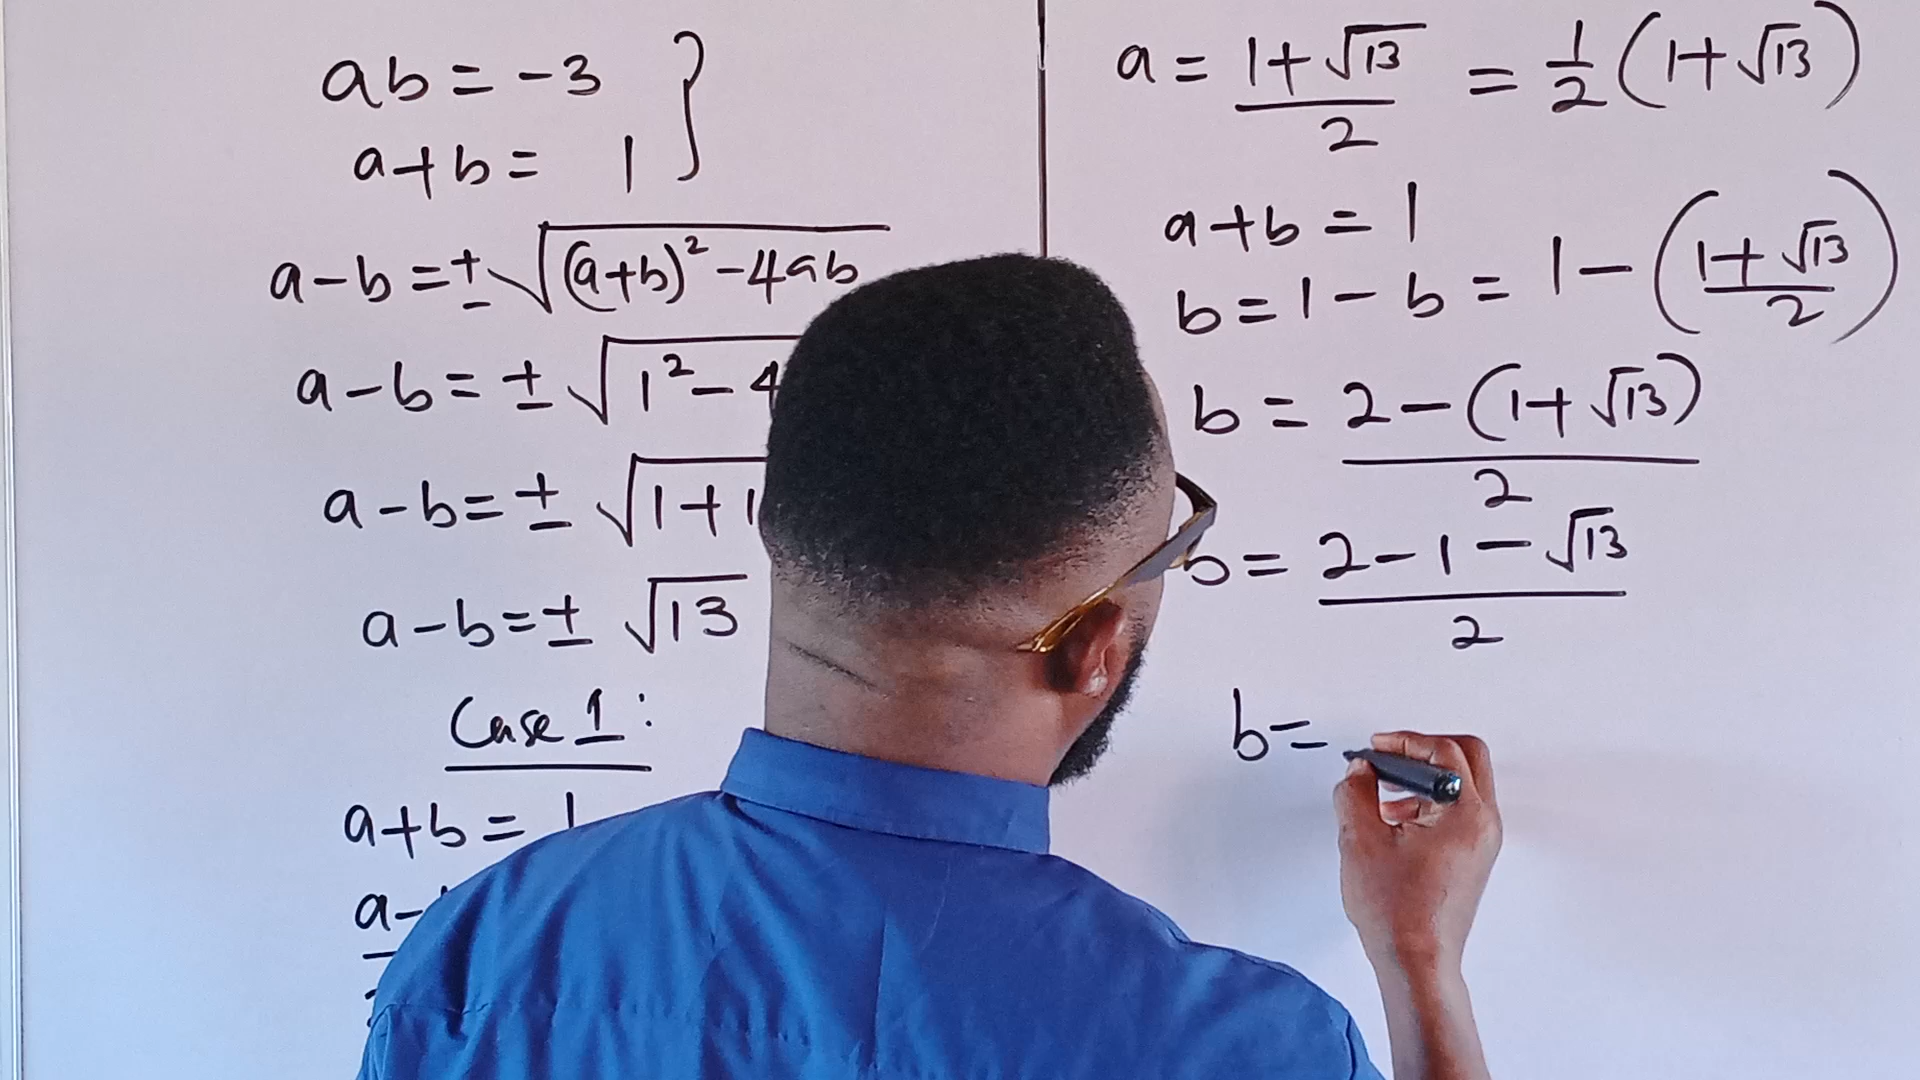 ab = -3
a+b = 1
a-b = ± √(a+b)² - 4ab
a-b = ± √1² - 4
a-b = ± √1+1
a-b = ± √13
Case 1:
a+b = 1
a-
a = 1+√13/2 = 1/2 (1+√13)
a+b = 1
b = 1 - b = 1 - (1+√13/2)
b = 2-(1+√13)/2
b = 2-1-√13/2
b =